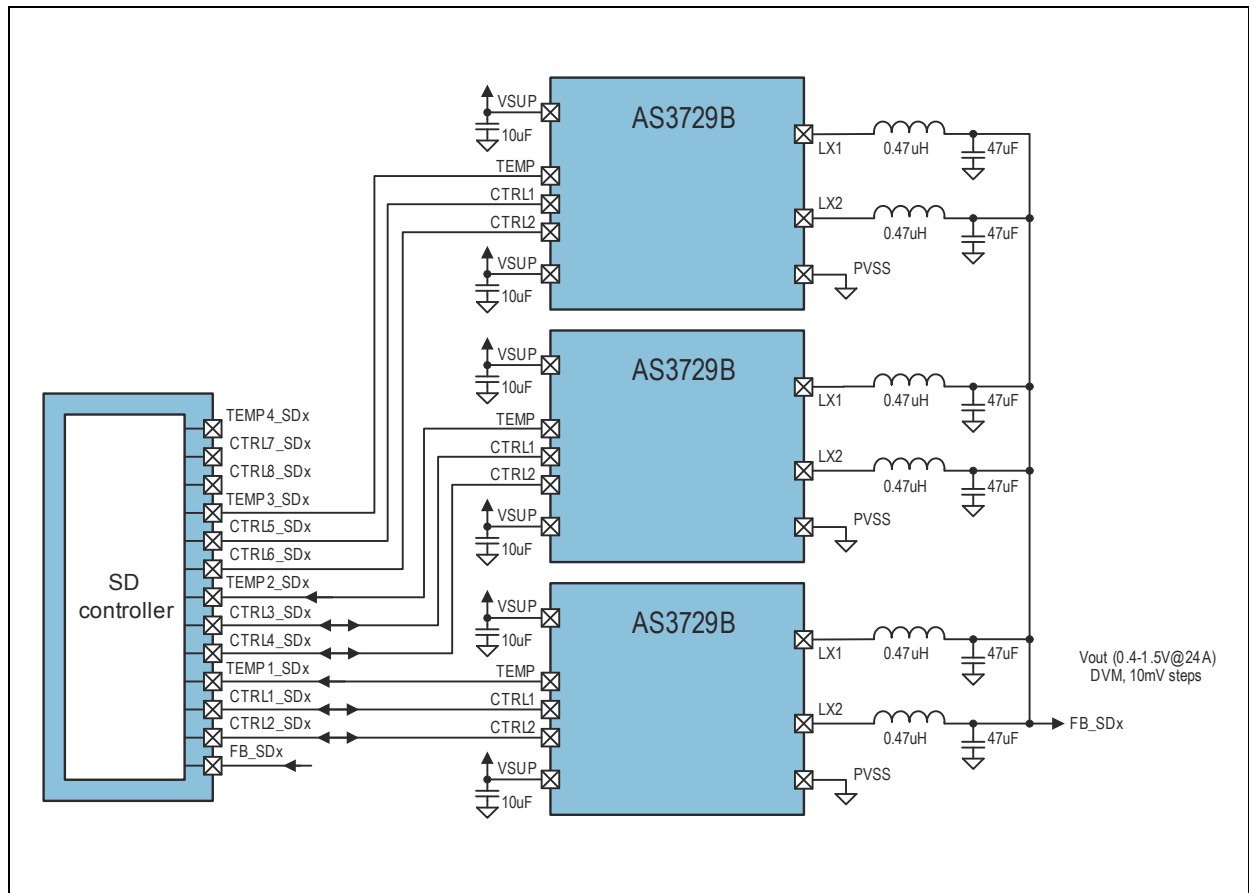 VSUP
10uF
TEMP
CTRL1
CTRL2
VSUP
10uF
AS3729B
LX1
0.47uH
47uF
LX2
0.47uH
47uF
PVSS
VSUP
10uF
TEMP
CTRL1
CTRL2
VSUP
10uF
AS3729B
LX1
0.47uH
47uF
LX2
0.47uH
47uF
PVSS
VSUP
10uF
TEMP
CTRL1
CTRL2
VSUP
10uF
AS3729B
LX1
0.47uH
47uF
LX2
0.47uH
47uF
PVSS
SD
controller
TEMP4_SDx
CTRL7_SDx
CTRL8_SDx
TEMP3_SDx
CTRL5_SDx
CTRL6_SDx
TEMP2_SDx
CTRL3_SDx
CTRL4_SDx
TEMP1_SDx
CTRL1_SDx
CTRL2_SDx
FB_SDx
Vout (0.4-1.5V@24A)
DVM, 10mV steps
FB_SDx